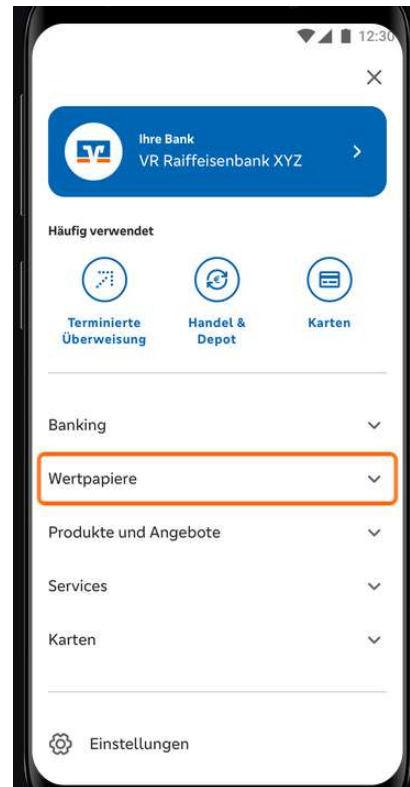 12:30
Ihre Bank
VR Raiffeisenbank XYZ
Häufig verwendet
Terminierte
Überweisung
Handel &
Depot
Karten
Banking
Wertpapiere
Produkte und Angebote
Services
Karten
Einstellungen